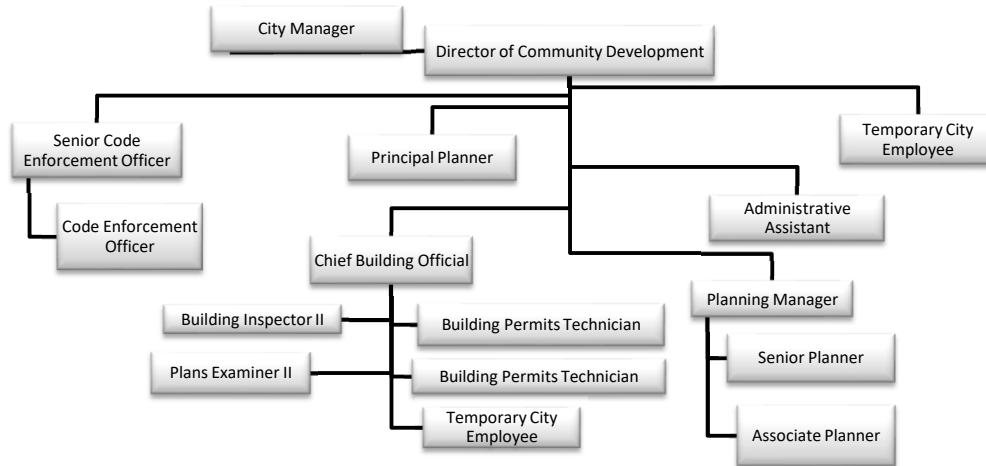 City Manager
Director of Community Development
Senior Code
Enforcement Officer
Principal Planner
Temporary City
Employee
Code Enforcement
Officer
Administrative
Assistant
Chief Building Official
Planning Manager
Building Inspector II
Building Permits Technician
Senior Planner
Plans Examiner II
Building Permits Technician
Temporary City
Employee
Associate Planner